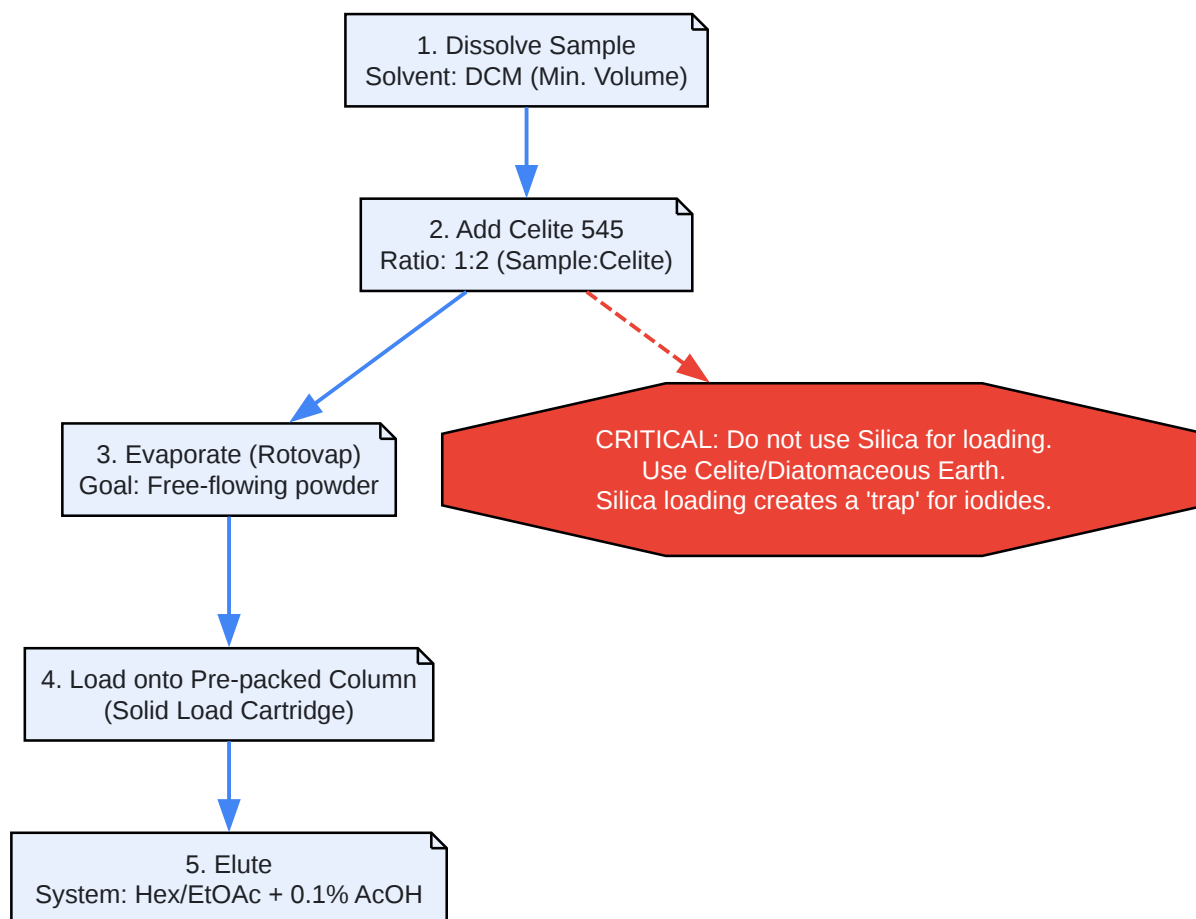 1. Dissolve Sample
Solvent: DCM (Min. Volume)
2. Add Celite 545
Ratio: 1:2 (Sample:Celite)
3. Evaporate (Rotovap)
Goal: Free-flowing powder
CRITICAL: Do not use Silica for loading.
Use Celite/Diatomaceous Earth.
Silica loading creates a 'trap' for iodides.
4. Load onto Pre-packed Column
(Solid Load Cartridge)
5. Elute
System: Hex/EtOAc + 0.1% AcOH